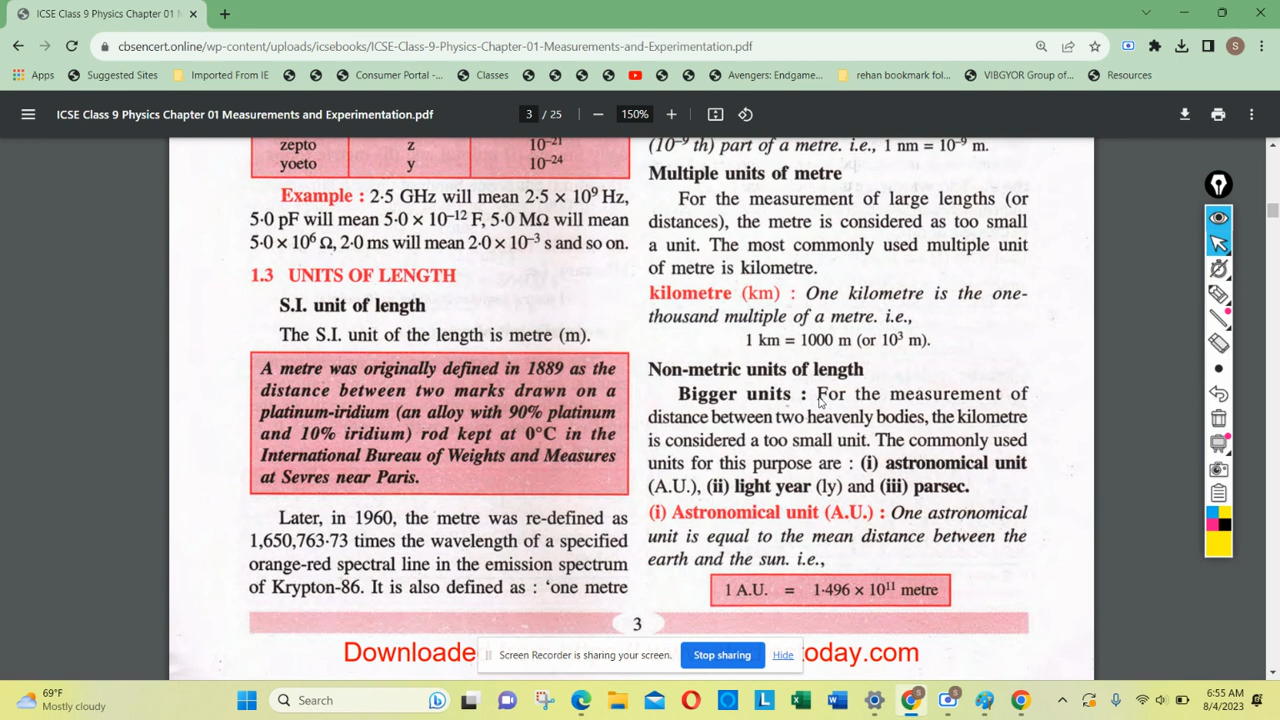 ICSE Class 9 Physics Chapter 01 M
cbsencert.online/wp-content/uploads/icsebooks/ICSE-Class-9-Physics-Chapter-01-Measurements-and-Experimentation.pdf
S
Apps
Suggested Sites
Imported From IE
Consumer Portal -...
Classes
Avengers: Endgame...
rehan bookmark fol...
VIBGYOR Group of...
Resources
ICSE Class 9 Physics Chapter 01 Measurements and Experimentation.pdf
3 / 25
150%
zepto z 10⁻²¹
yoeto y 10⁻²⁴
Example : 2·5 GHz will mean 2·5 × 10⁹ Hz,
5·0 pF will mean 5·0 × 10⁻¹² F, 5·0 MΩ will mean
5·0 × 10⁶ Ω, 2·0 ms will mean 2·0 × 10⁻³ s and so on.
1.3 UNITS OF LENGTH
S.I. unit of length
The S.I. unit of the length is metre (m).
A metre was originally defined in 1889 as the
distance between two marks drawn on a
platinum-iridium (an alloy with 90% platinum
and 10% iridium) rod kept at 0°C in the
International Bureau of Weights and Measures
at Sevres near Paris.
Later, in 1960, the metre was re-defined as
1,650,763·73 times the wavelength of a specified
orange-red spectral line in the emission spectrum
of Krypton-86. It is also defined as : 'one metre
(10⁻⁹ th) part of a metre. i.e., 1 nm = 10⁻⁹ m.
Multiple units of metre
For the measurement of large lengths (or
distances), the metre is considered as too small
a unit. The most commonly used multiple unit
of metre is kilometre.
kilometre (km) : One kilometre is the one-
thousand multiple of a metre. i.e.,
1 km = 1000 m (or 10³ m).
Non-metric units of length
Bigger units : For the measurement of
distance between two heavenly bodies, the kilometre
is considered a too small unit. The commonly used
units for this purpose are : (i) astronomical unit
(A.U.), (ii) light year (ly) and (iii) parsec.
(i) Astronomical unit (A.U.) : One astronomical
unit is equal to the mean distance between the
earth and the sun. i.e.,
1 A.U. = 1·496 × 10¹¹ metre
3
Downloade
today.com
Screen Recorder is sharing your screen.
Stop sharing
Hide
69°F
Mostly cloudy
Search
6:55 AM
8/4/2023